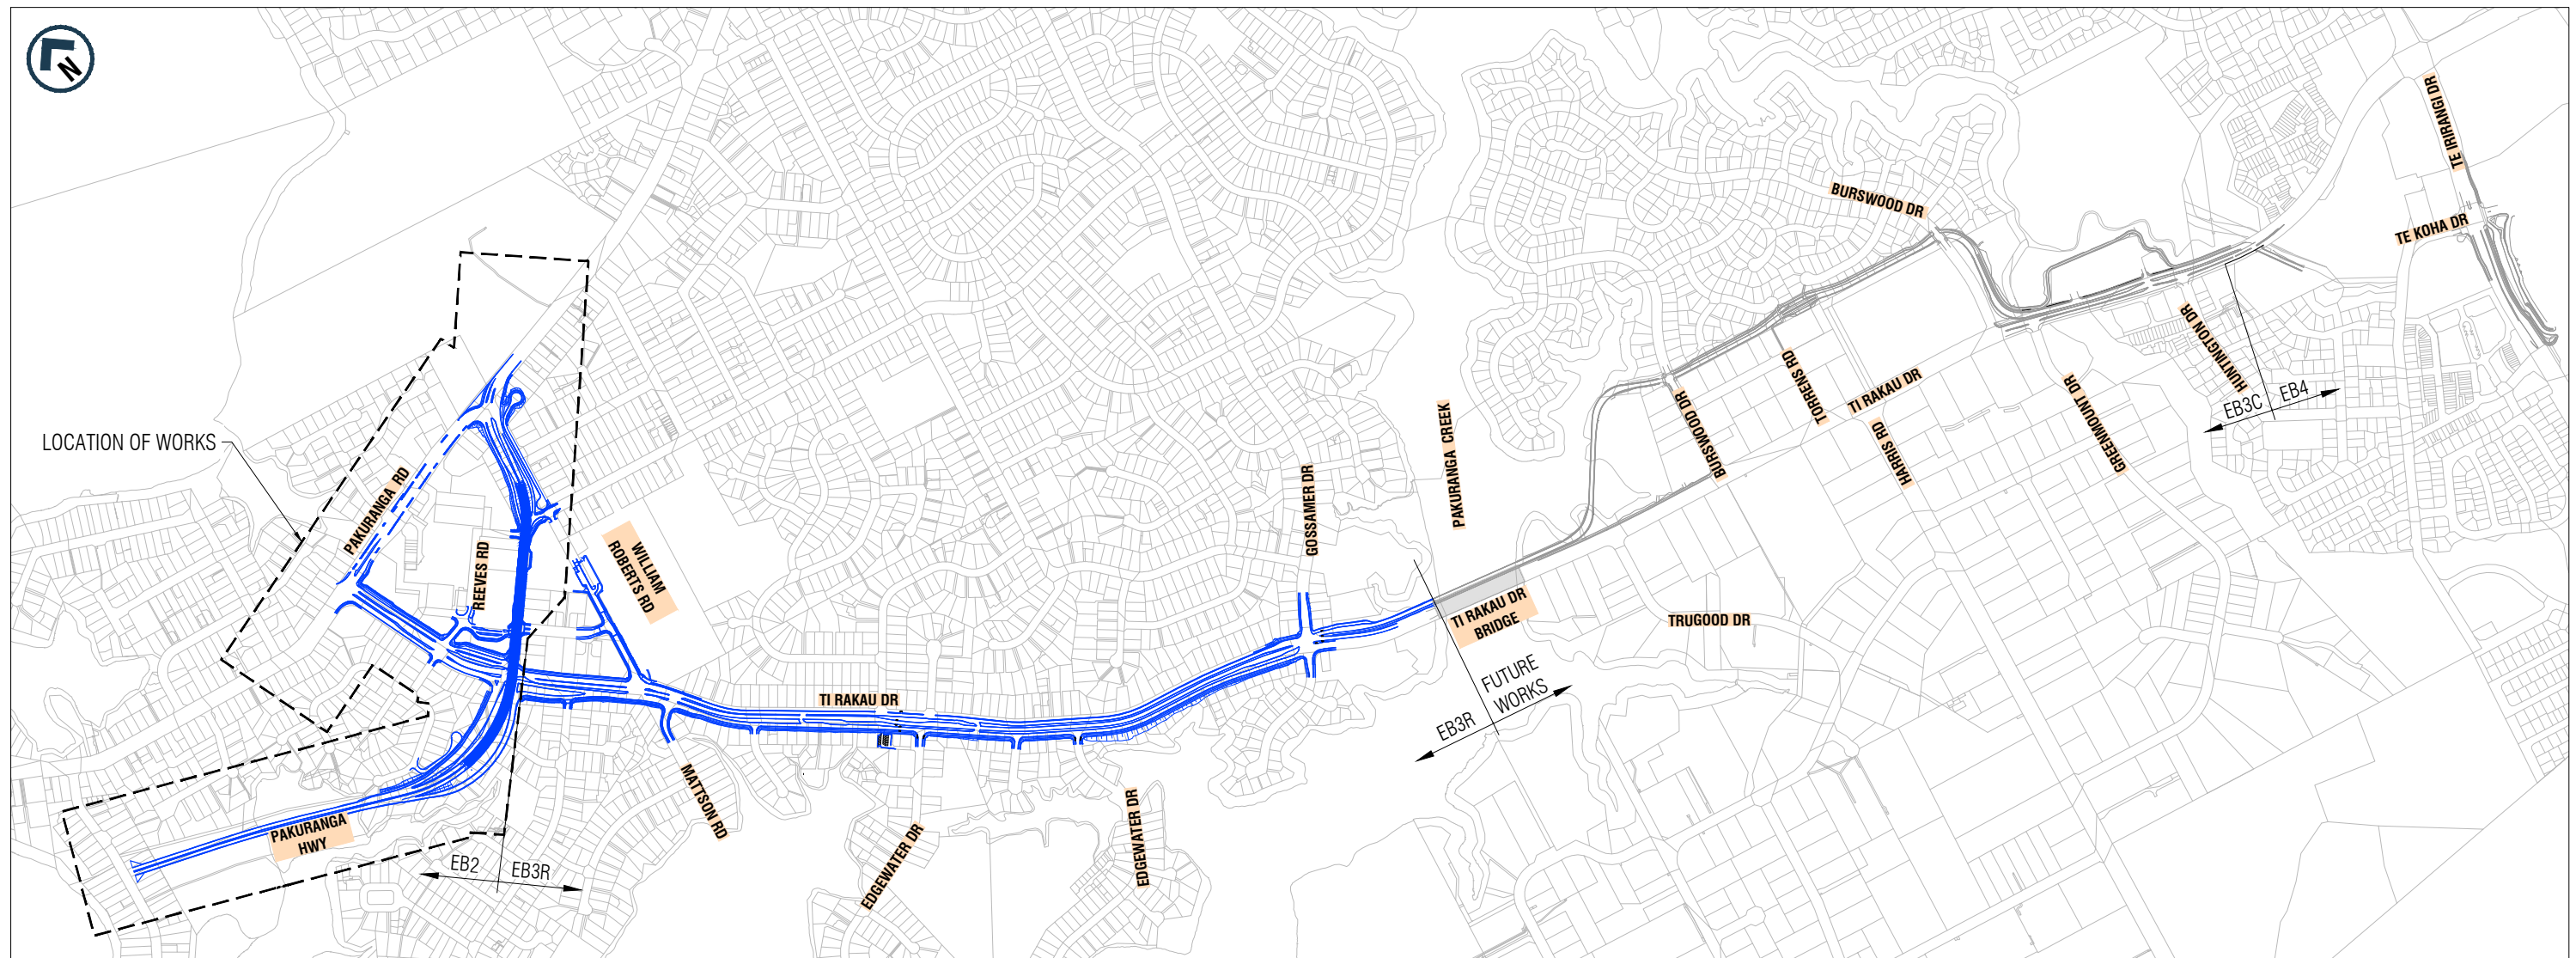 N
TE IRIRANGI DR
BURSWOOD DR
TE KOHA DR
HUNTINGTON DR
EB3C
EB4
LOCATION OF WORKS
PAKURANGA RD
REEVES RD
WILLIAM
ROBERTS RD
GOSSAMER DR
PAKURANGA CREEK
BURSWOOD DR
TORRENS RD
TI RAKAU DR
HARRIS RD
GREENMOUNT DR
TI RAKAU DR
BRIDGE
TRUGOOD DR
FUTURE
WORKS
EB3R
TI RAKAU DR
MATTSON RD
EDGEWATER DR
EDGEWATER DR
PAKURANGA
HWY
EB2
EB3R